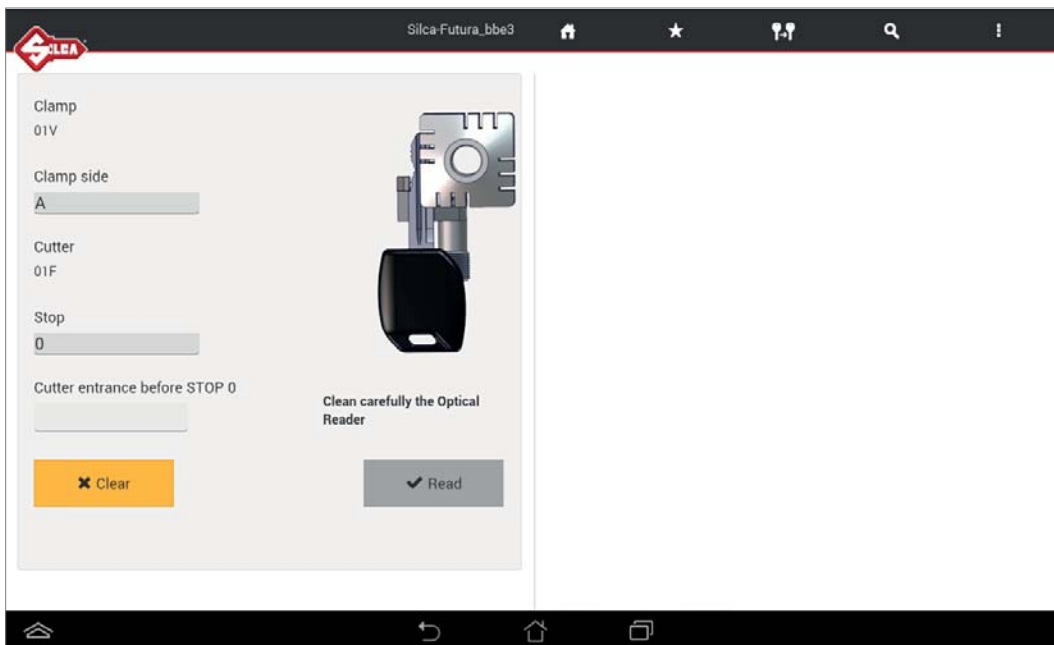 Silca-Futura_bbe3
SILCA
Clamp
01V
Clamp side
A
Cutter
01F
Stop
0
Cutter entrance before STOP 0
Clean carefully the Optical
Reader
Clear
Read